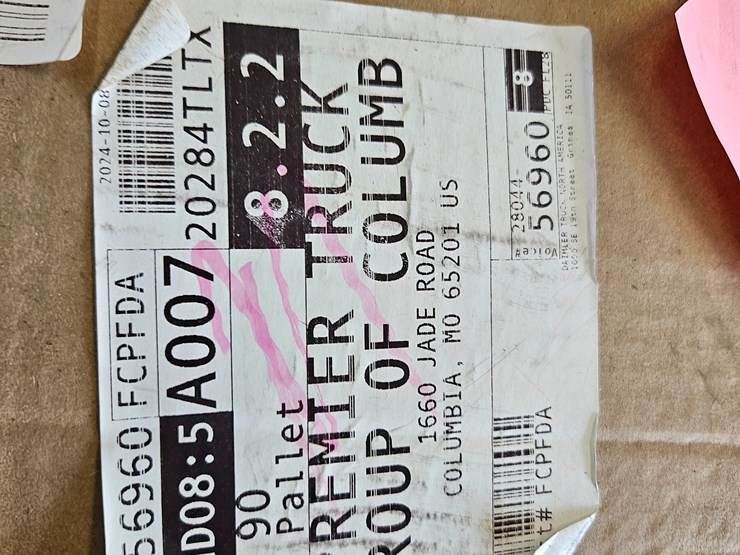 2024-10-08
56960 FCPFDA
D08:5 A007 20284TLTX
90 8.2.2
Pallet
REMIER TRUCK
ROUP OF COLUMB
1660 JADE ROAD
COLUMBIA, MO 65201 US
t# FCPFDA
28044-
Voice# 56960 8
DAIMLER TRUCK NORTH AMERICA